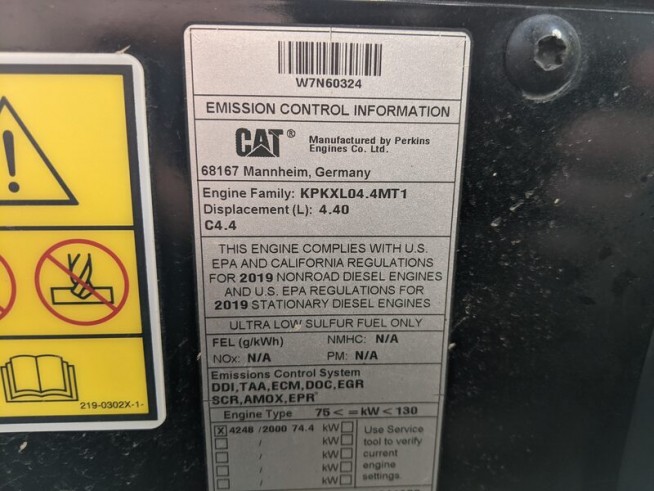 W7N60324
EMISSION CONTROL INFORMATION
CAT® Manufactured by Perkins
Engines Co. Ltd.
68167 Mannheim, Germany
Engine Family: KPKXL04.4MT1
Displacement (L): 4.40
C4.4
THIS ENGINE COMPLIES WITH U.S.
EPA AND CALIFORNIA REGULATIONS
FOR 2019 NONROAD DIESEL ENGINES
AND U.S. EPA REGULATIONS FOR
2019 STATIONARY DIESEL ENGINES
ULTRA LOW SULFUR FUEL ONLY
FEL (g/kWh) NMHC: N/A
NOx: N/A PM: N/A
Emissions Control System
DDI,TAA,ECM,DOC,EGR
SCR,AMOX,EPR
Engine Type 75 < = kW < 130
X 4248 /2000 74.4 kW
/ kW
/ kW
/ kW
/ kW
Use Service
tool to verify
current
engine
settings.
219-0302X-1-